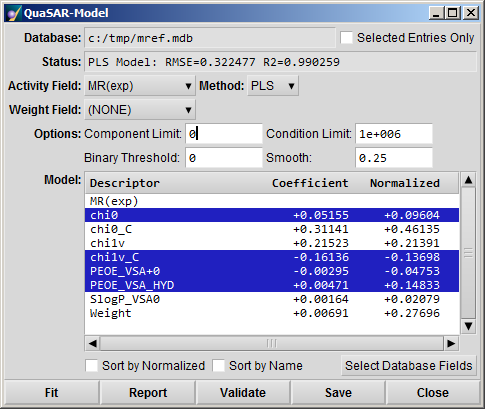 QuaSAR-Model
Database: c:/tmp/mref.mdb Selected Entries Only
Status: PLS Model: RMSE=0.322477 R2=0.990259
Activity Field: MR(exp) Method: PLS
Weight Field: (NONE)
Options: Component Limit: 0 Condition Limit: 1e+006
Binary Threshold: 0 Smooth: 0.25
Model: Descriptor Coefficient Normalized
MR(exp)
chi0 +0.05155 +0.09604
chi0_C +0.31141 +0.46135
chi1v +0.21523 +0.21391
chi1v_C -0.16136 -0.13698
PEOE_VSA+0 -0.00295 -0.04753
PEOE_VSA_HYD +0.00471 +0.14833
SlogP_VSA0 +0.00164 +0.02079
Weight +0.00691 +0.27696
Sort by Normalized Sort by Name Select Database Fields
Fit Report Validate Save Close